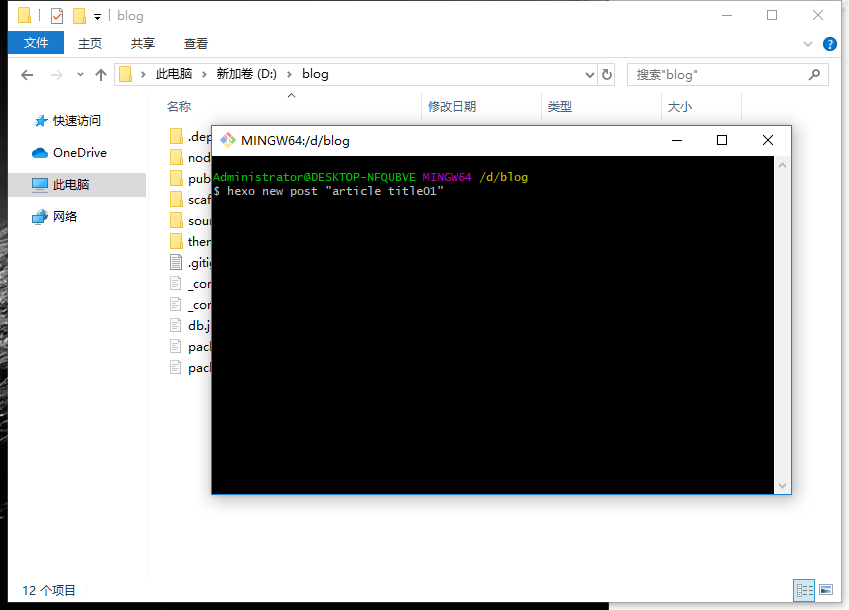 blog
文件 主页 共享 查看
此电脑 新加卷 (D:) blog
搜索"blog"
名称 修改日期 类型 大小
快速访问
OneDrive
此电脑
网络
.dep
nod
pub
scaf
sour
ther
.gitig
_cor
_cor
db.j
pack
pack
MINGW64:/d/blog
Administrator@DESKTOP-NFQUBVE MINGW64 /d/blog
$ hexo new post "article title01"
12 个项目